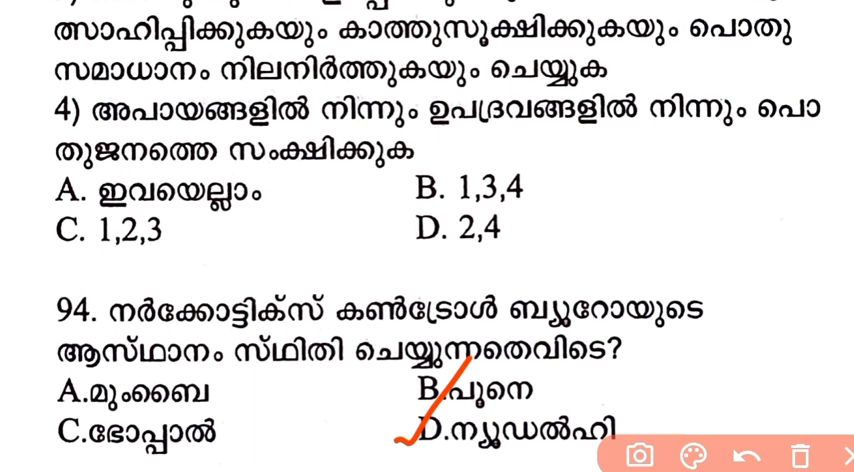 ത്സാഹിപ്പിക്കുകയും കാത്തുസൂക്ഷിക്കുകയും പൊതു
സമാധാനം നിലനിർത്തുകയും ചെയ്യുക
4) അപായങ്ങളിൽ നിന്നും ഉപദ്രവങ്ങളിൽ നിന്നും പൊ
തുജനത്തെ സംക്ഷിക്കുക
A. ഇവയെല്ലാം B. 1,3,4
C. 1,2,3 D. 2,4
94. നർക്കോട്ടിക്സ് കൺട്രോൾ ബ്യൂറോയുടെ
ആസ്ഥാനം സ്ഥിതി ചെയ്യുന്നതെവിടെ?
A.മുംബൈ B.പൂനെ
C.ഭോപ്പാൽ D.ന്യൂഡൽഹി